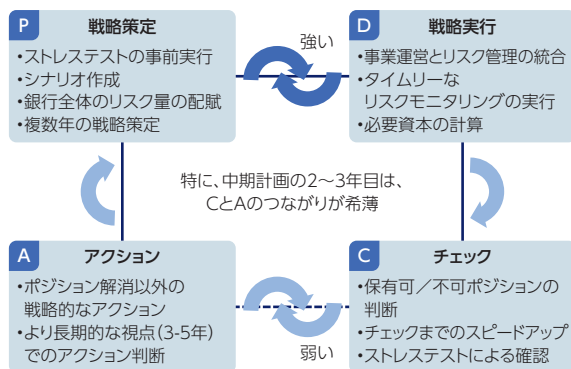 P 戦略策定
・ストレステストの事前実行
・シナリオ作成
・銀行全体のリスク量の配賦
・複数年の戦略策定
強い
D 戦略実行
・事業運営とリスク管理の統合
・タイムリーな
リスクモニタリングの実行
・必要資本の計算
特に、中期計画の2〜3年目は、
CとAのつながりが希薄
A アクション
・ポジション解消以外の
戦略的なアクション
・より長期的な視点(3-5年)
でのアクション判断
弱い
C チェック
・保有可/不可ポジションの
判断
・チェックまでのスピードアップ
・ストレステストによる確認